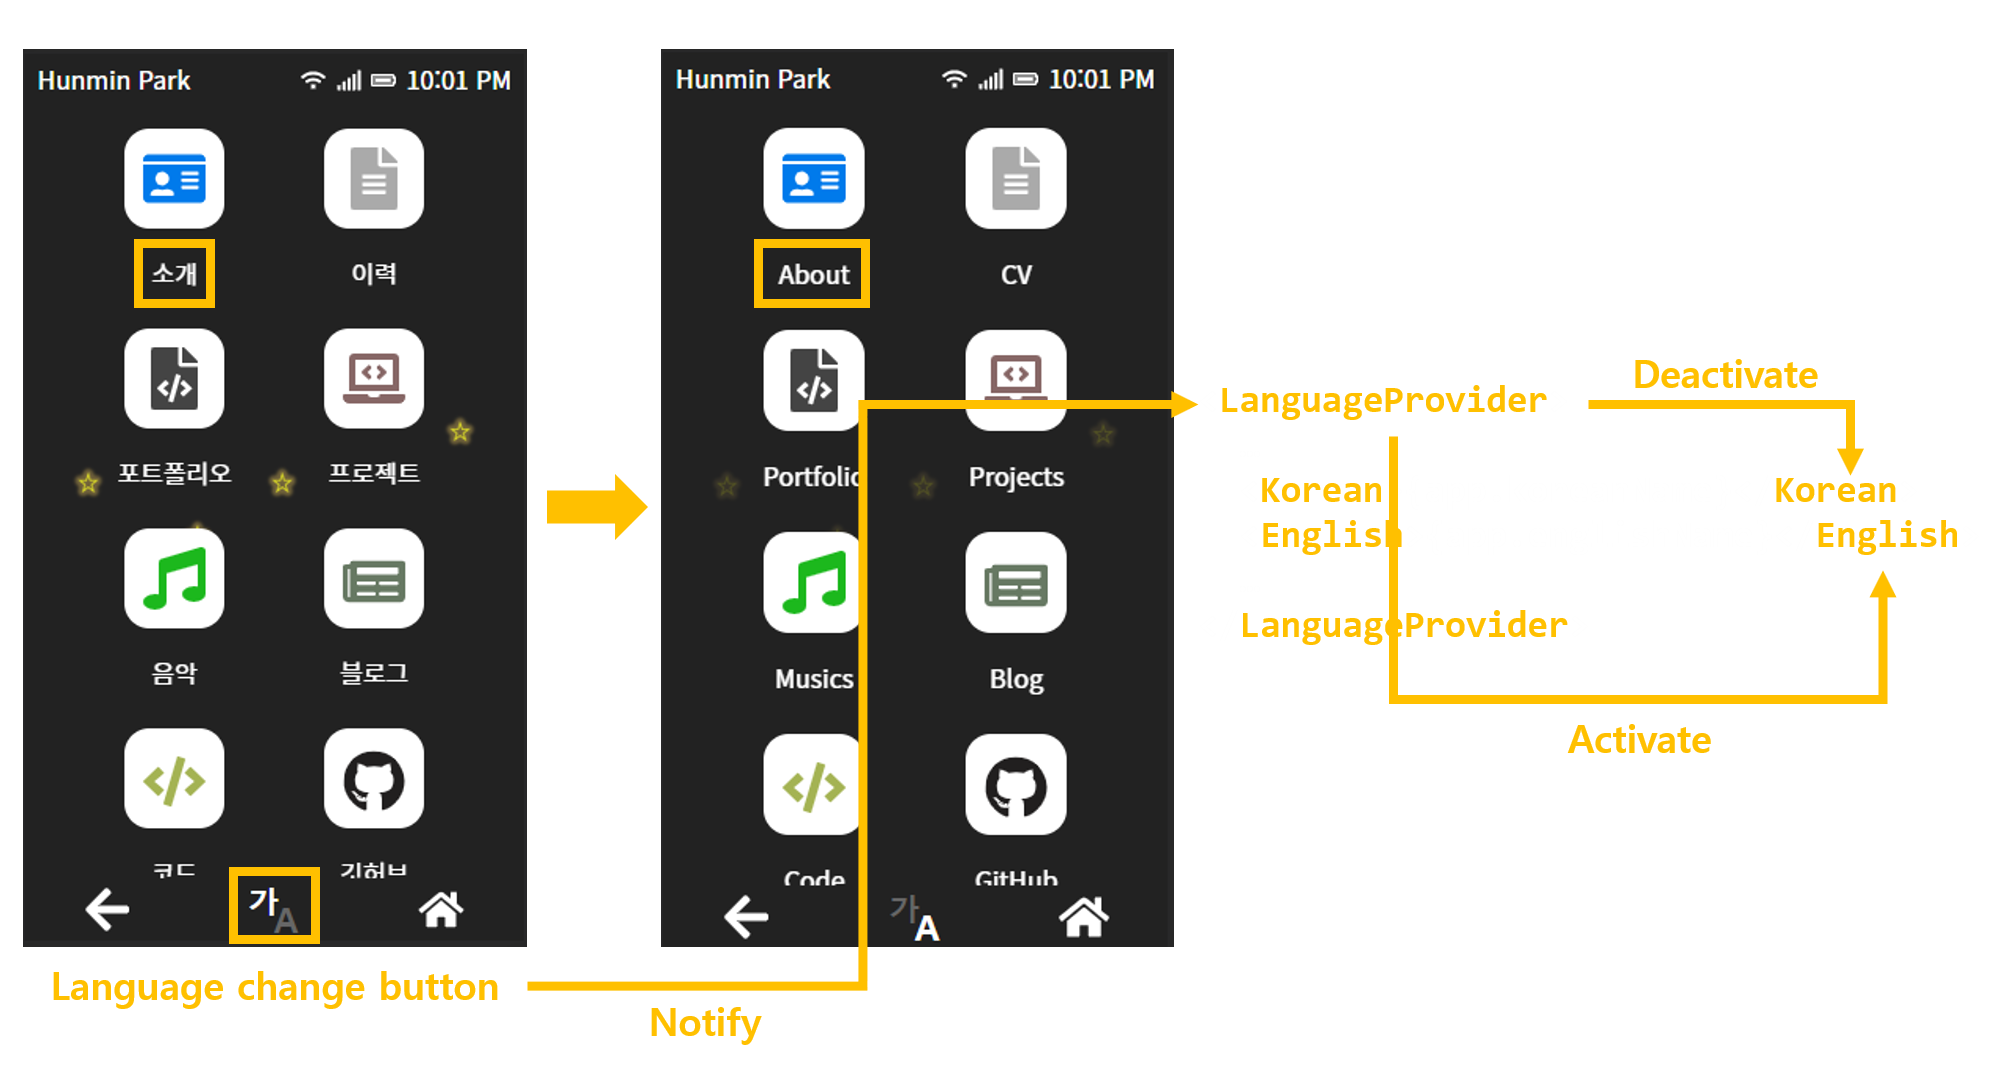 Hunmin Park
10:01 PM
소개
이력
포트폴리오
프로젝트
음악
블로그
코드
깃허브
가
A
Language change button
Notify
Hunmin Park
10:01 PM
About
CV
Portfolio
Projects
Musics
Blog
Code
GitHub
가
A
LanguageProvider
Korean
English
LanguageProvider
Deactivate
Korean
English
Activate